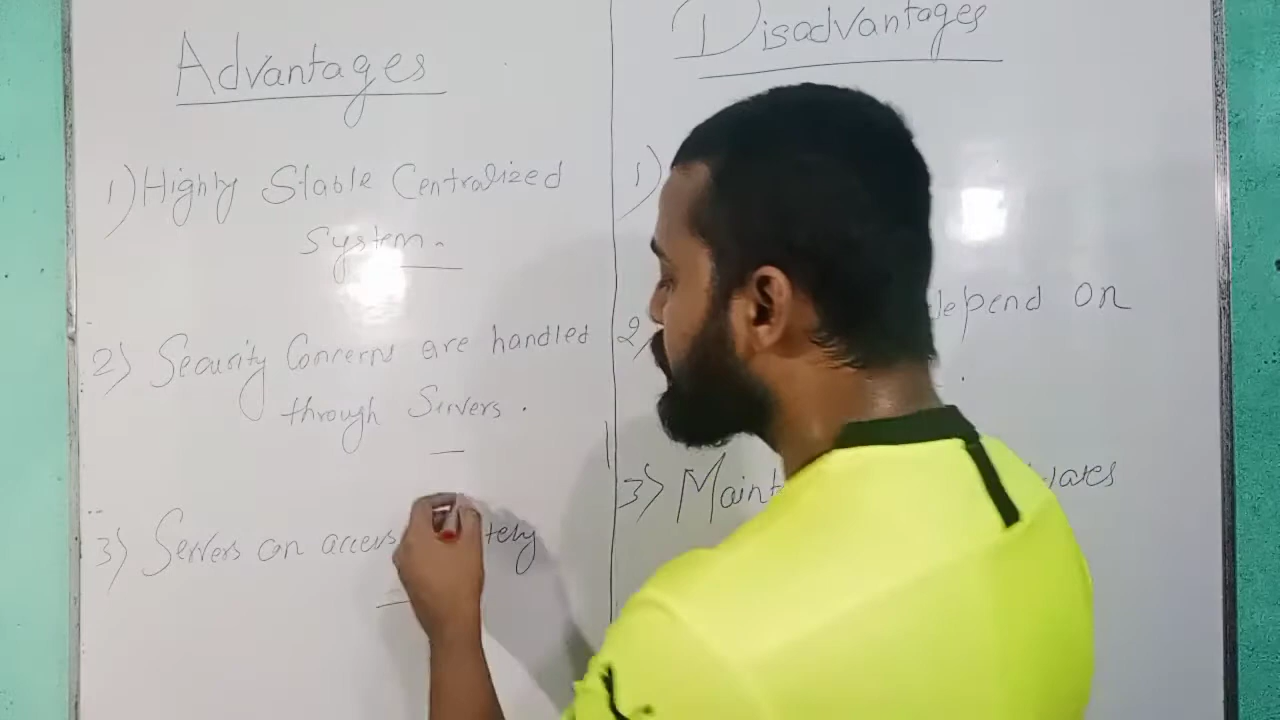 Advantages
1) Highly Stable Centralized
System.
2) Security Concerns are handled
through Servers.
3) Servers can access
Disadvantages
1)
2) depend on
3)